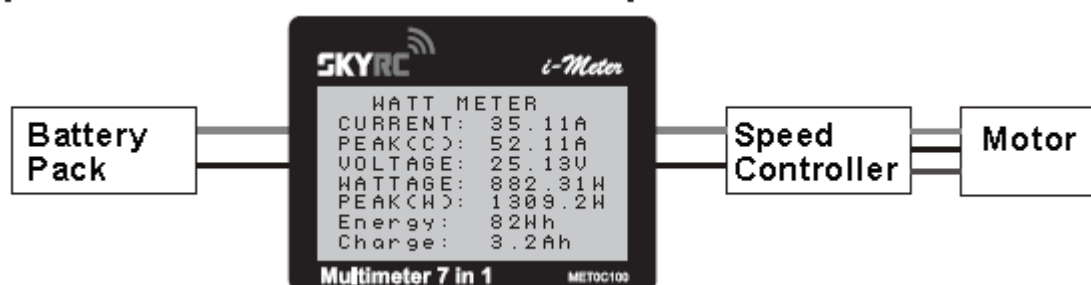 SKYRC
i-Meter
WATT METER
CURRENT: 35.11A
PEAK(C): 52.11A
VOLTAGE: 25.13V
WATTAGE: 882.31W
PEAK(W): 1309.2W
Energy: 82Wh
Charge: 3.2Ah
Multimeter 7 in 1
MET0C100
Battery
Pack
Speed
Controller
Motor